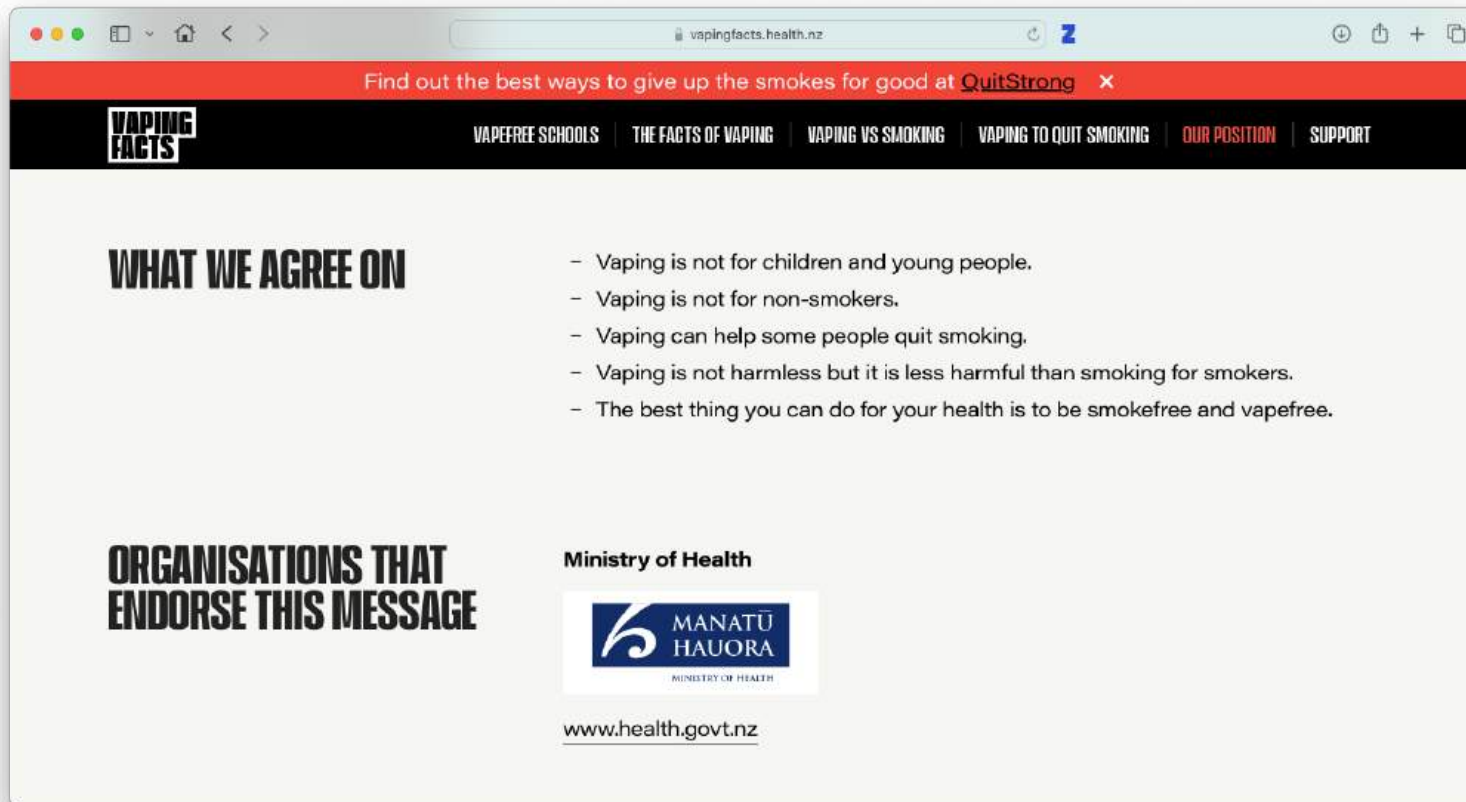 vapingfacts.health.nz
Z
Find out the best ways to give up the smokes for good at QuitStrong ×
VAPING
FACTS
VAPEFREE SCHOOLS
THE FACTS OF VAPING
VAPING VS SMOKING
VAPING TO QUIT SMOKING
OUR POSITION
SUPPORT
WHAT WE AGREE ON
– Vaping is not for children and young people.
– Vaping is not for non-smokers.
– Vaping can help some people quit smoking.
– Vaping is not harmless but it is less harmful than smoking for smokers.
– The best thing you can do for your health is to be smokefree and vapefree.
ORGANISATIONS THAT
ENDORSE THIS MESSAGE
Ministry of Health
MANATŪ
HAUORA
MINISTRY OF HEALTH
www.health.govt.nz